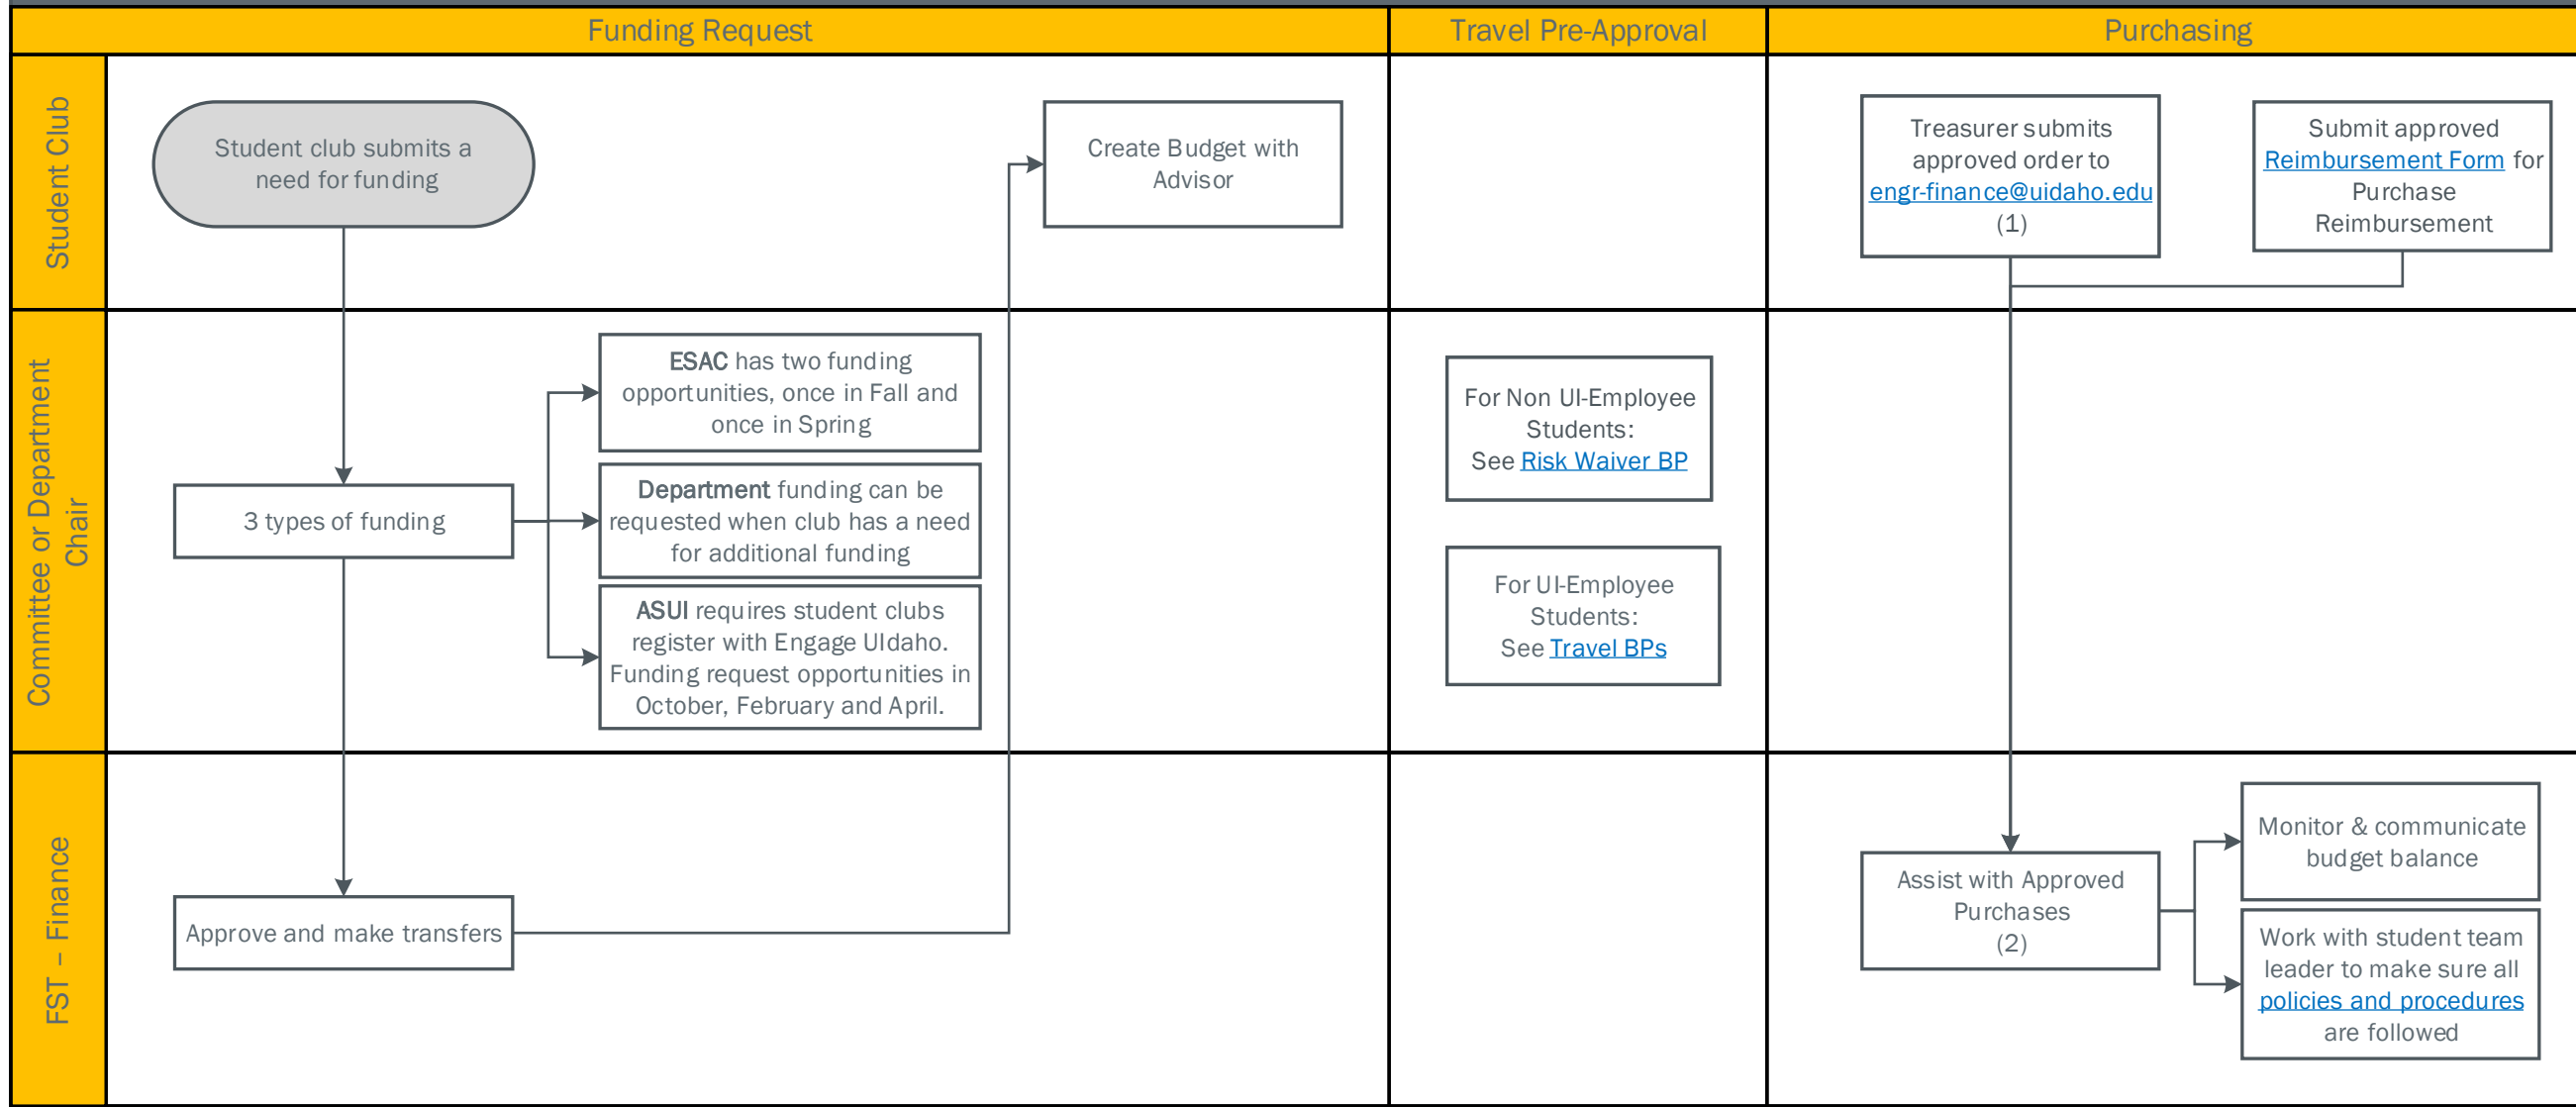 Funding Request
Travel Pre-Approval
Purchasing
Student Club
Student club submits a
need for funding
Create Budget with
Advisor
Treasurer submits
approved order to
engr-finance@uidaho.edu
(1)
Submit approved
Reimbursement Form for
Purchase
Reimbursement
Committee or Department
Chair
3 types of funding
ESAC has two funding
opportunities, once in Fall and
once in Spring
Department funding can be
requested when club has a need
for additional funding
ASUI requires student clubs
register with Engage UIdaho.
Funding request opportunities in
October, February and April.
For Non UI-Employee
Students:
See Risk Waiver BP
For UI-Employee
Students:
See Travel BPs
FST – Finance
Approve and make transfers
Assist with Approved
Purchases
(2)
Monitor & communicate
budget balance
Work with student team
leader to make sure all
policies and procedures
are followed